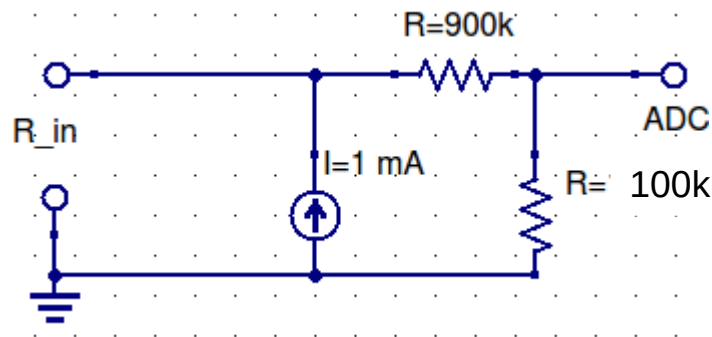 R=900k
R_in
ADC
I=1 mA
R= 100k